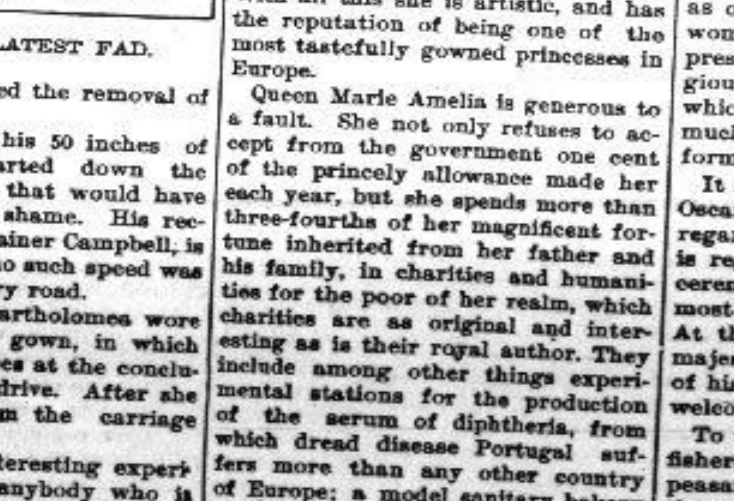 LATEST FAD.
ed the removal of
his 50 inches of
arted down the
that would have
shame. His rec-
ainer Campbell, is
no such speed was
ry road.
artholomea wore
gown, in which
es at the conclu-
drive. After she
m the carriage
teresting experi-
anybody who is
with all this she is artistic, and has
the reputation of being one of the
most tastefully gowned princeses in
Europe.
Queen Marie Amelia is generous to
a fault. She not only refuses to ac-
cept from the government one cent
of the princely allowance made her
each year, but she spends more than
three-fourths of her magnificent for-
tune inherited from her father and
his family, in charities and humani-
ties for the poor of her realm, which
charities are as original and inter-
esting as is their royal author. They
include among other things experi-
mental stations for the production
of the serum of diphtheria, from
which dread disease Portugal suf-
fers more than any other country
of Europe; a model sanitary
as
wom
pres
giou
whic
much
form
It
Osca
regar
is re
cerem
most
At th
majes
of his
welco
To
fisher
peasa